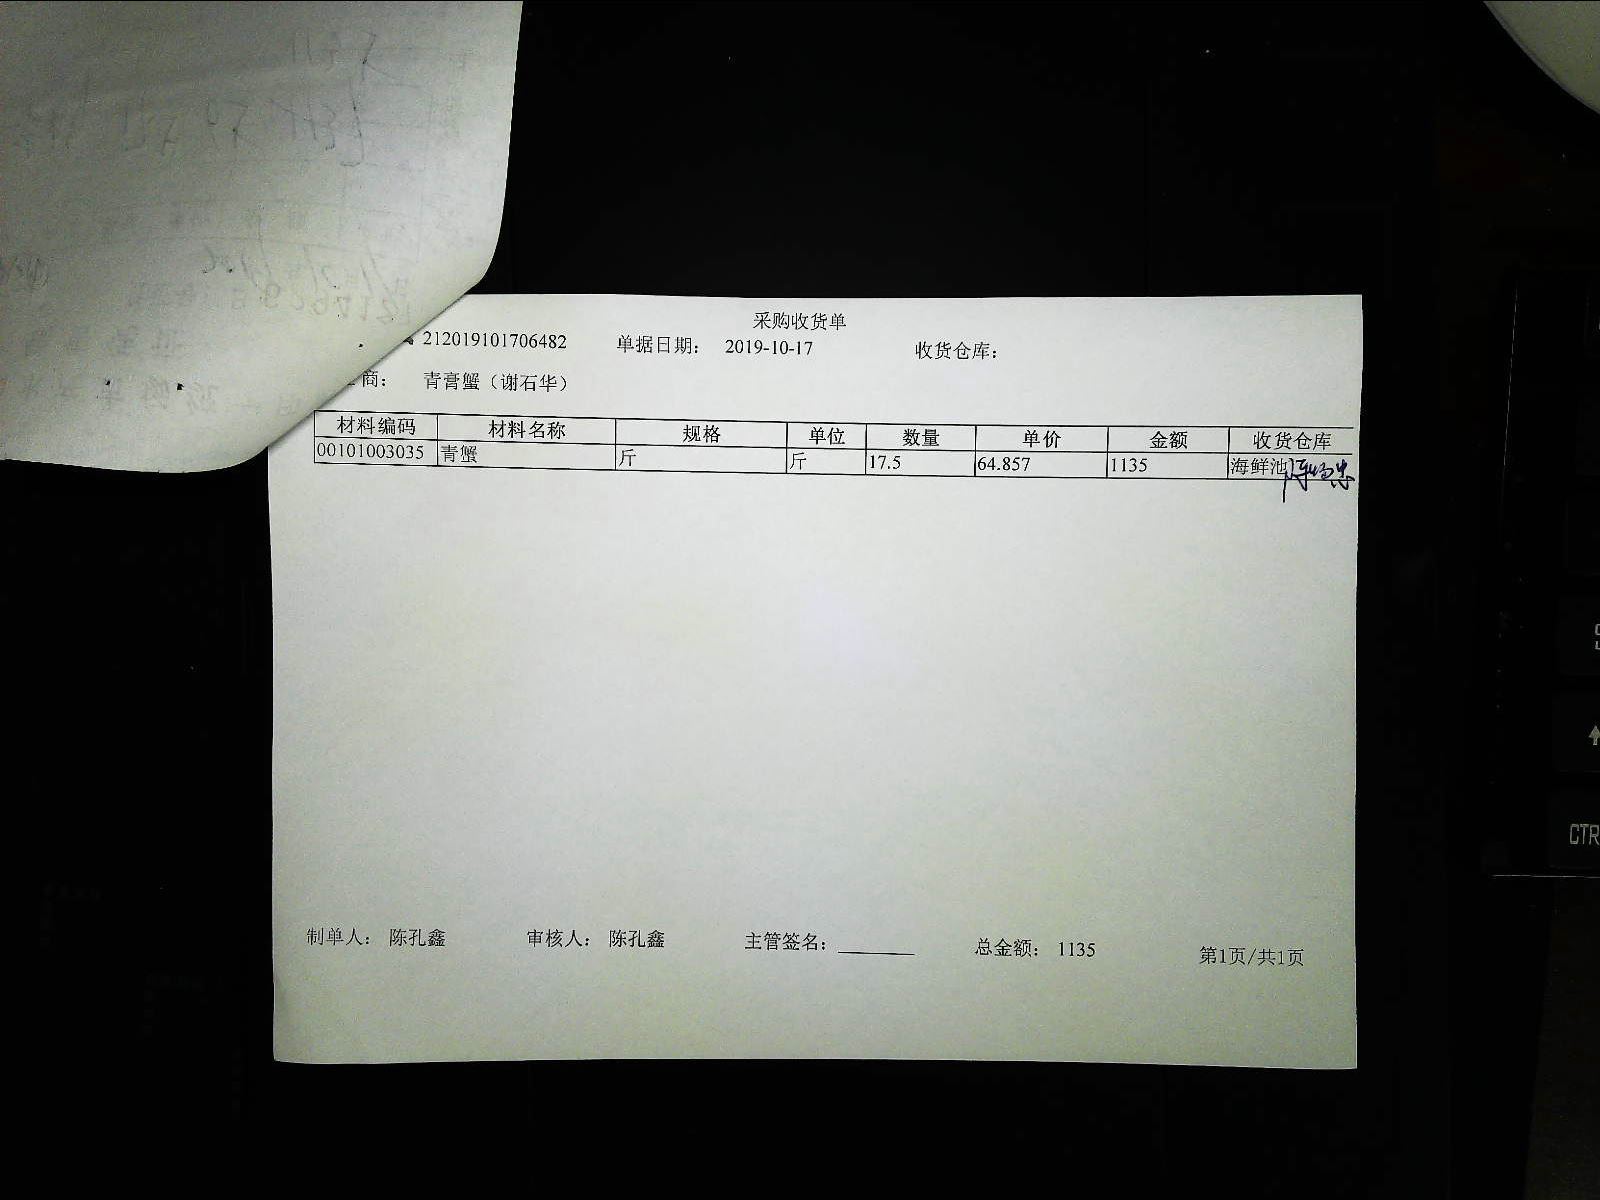 采购收货单
212019101706482 单据日期： 2019-10-17 收货仓库：
商： 青膏蟹（谢石华）
材料编码 材料名称 规格 单位 数量 单价 金额 收货仓库
00101003035 青蟹 斤 斤 17.5 64.857 1135 海鲜池
制单人： 陈孔鑫 审核人： 陈孔鑫 主管签名： 总金额： 1135 第1页/共1页
CTR